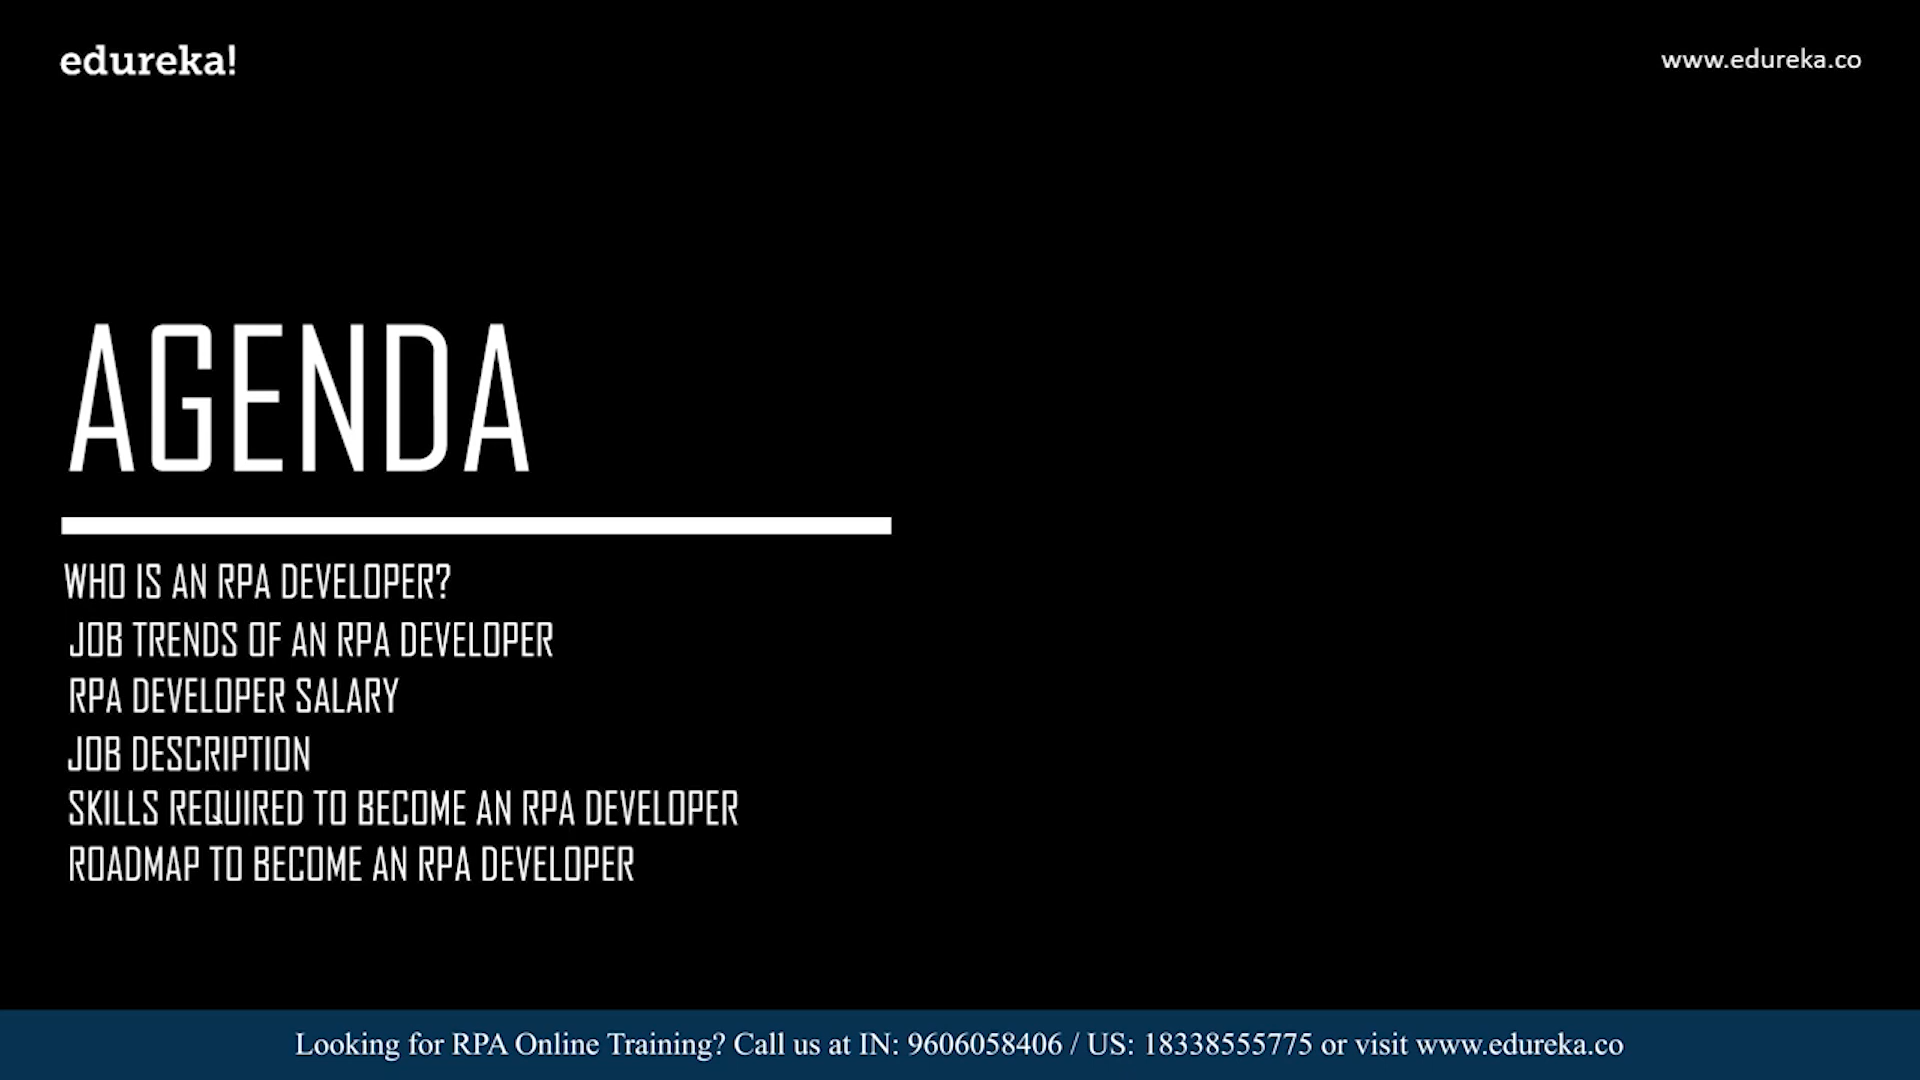 edureka!
www.edureka.co
AGENDA
WHO IS AN RPA DEVELOPER?
JOB TRENDS OF AN RPA DEVELOPER
RPA DEVELOPER SALARY
JOB DESCRIPTION
SKILLS REQUIRED TO BECOME AN RPA DEVELOPER
ROADMAP TO BECOME AN RPA DEVELOPER
Looking for RPA Online Training? Call us at IN: 9606058406 / US: 18338555775 or visit www.edureka.co